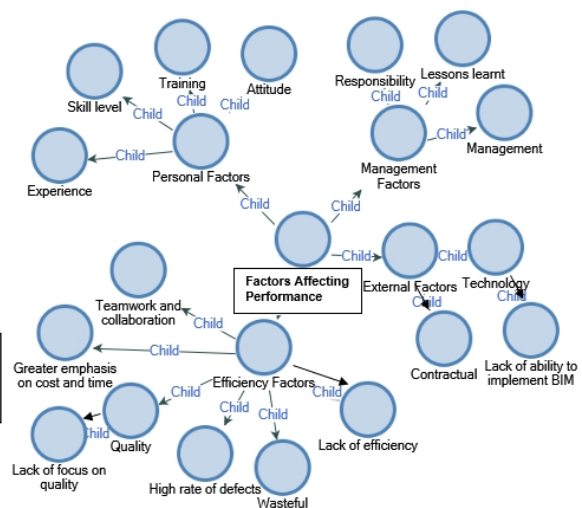 Training
Attitude
Responsibility
Lessons learnt
Skill level
Child
Child
Child
Child
Child
Child
Management
Experience
Child
Personal Factors
Management
Factors
Child
Child
Child
Child
Factors Affecting
Performance
External Factors
Technology
Child
Child
Teamwork and
collaboration
Child
Contractual
Lack of ability to
implement BIM
Greater emphasis
on cost and time
Child
Efficiency Factors
Child
Child
Child
Child
Child
Quality
Lack of efficiency
Lack of focus on
quality
High rate of defects
Wasteful